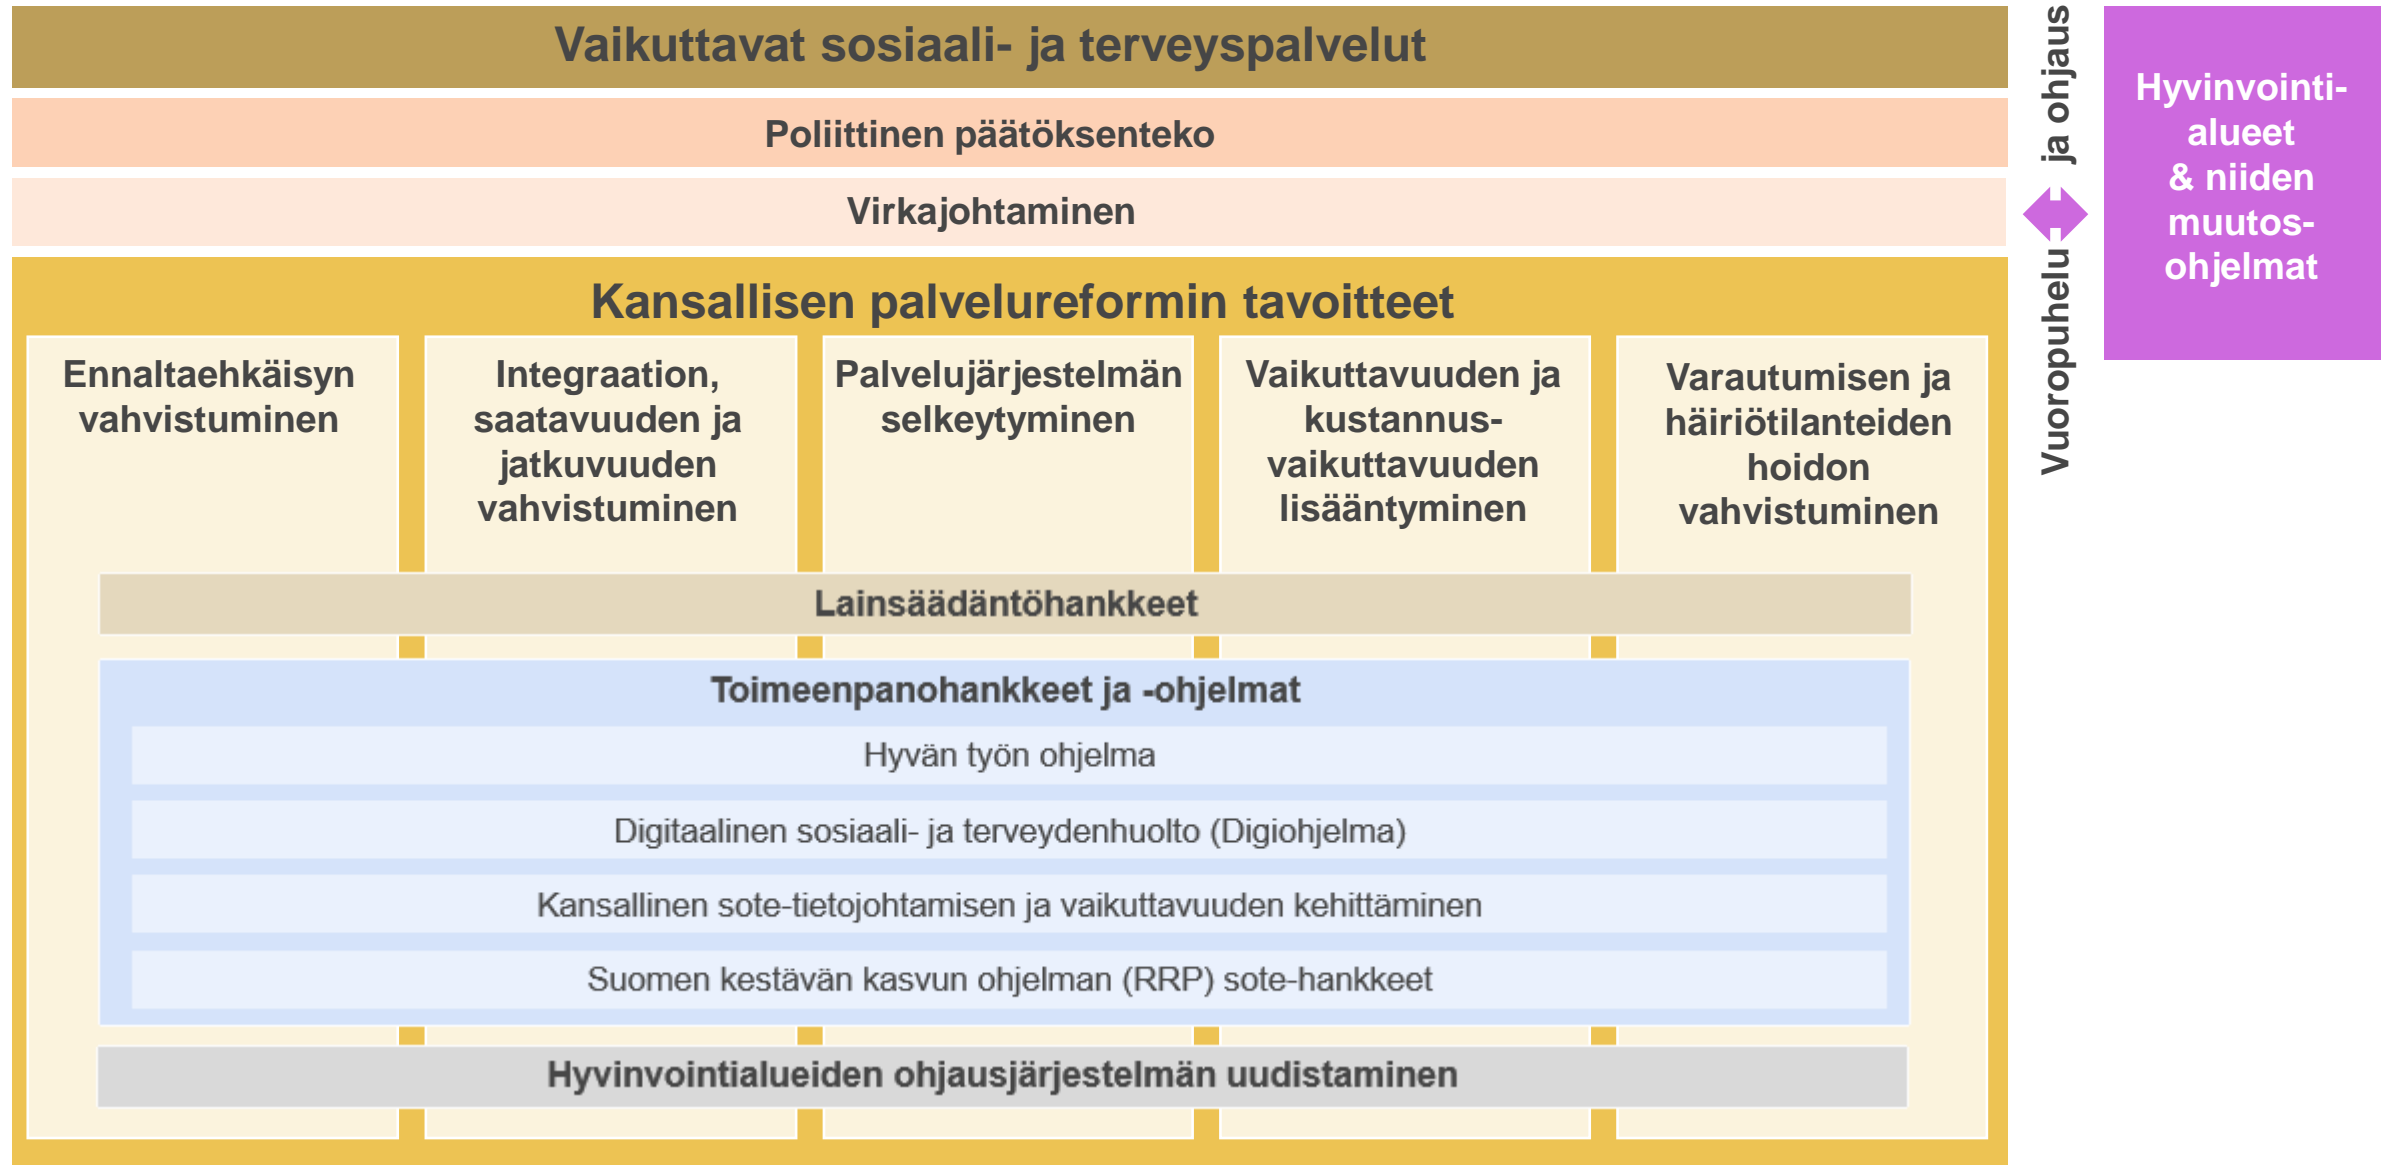 Vaikuttavat sosiaali- ja terveyspalvelut
Poliittinen päätöksenteko
Virkajohtaminen
Kansallisen palvelureformin tavoitteet
Ennaltaehkäisyn
vahvistuminen
Integraation,
saatavuuden ja
jatkuvuuden
vahvistuminen
Palvelujärjestelmän
selkeytyminen
Vaikuttavuuden ja
kustannus-
vaikuttavuuden
lisääntyminen
Varautumisen ja
häiriötilanteiden
hoidon
vahvistuminen
Lainsäädäntöhankkeet
Toimeenpanohankkeet ja -ohjelmat
Hyvän työn ohjelma
Digitaalinen sosiaali- ja terveydenhuolto (Digiohjelma)
Kansallinen sote-tietojohtamisen ja vaikuttavuuden kehittäminen
Suomen kestävän kasvun ohjelman (RRP) sote-hankkeet
Hyvinvointialueiden ohjausjärjestelmän uudistaminen
Vuoropuhelu ja ohjaus
Hyvinvointi-
alueet
& niiden
muutos-
ohjelmat